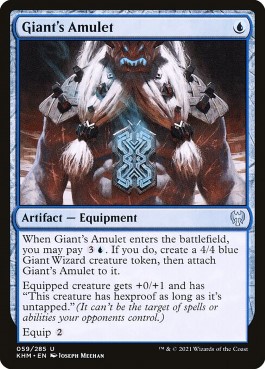 Giant's Amulet
Artifact — Equipment
When Giant's Amulet enters the battlefield,
you may pay 3. If you do, create a 4/4 blue
Giant Wizard creature token, then attach
Giant's Amulet to it.
Equipped creature gets +0/+1 and has
"This creature has hexproof as long as it's
untapped." (It can't be the target of spells or
abilities your opponents control.)
Equip 2
059/285 U
KHM • EN JOSEPH MEEHAN
™ & © 2021 Wizards of the Coast